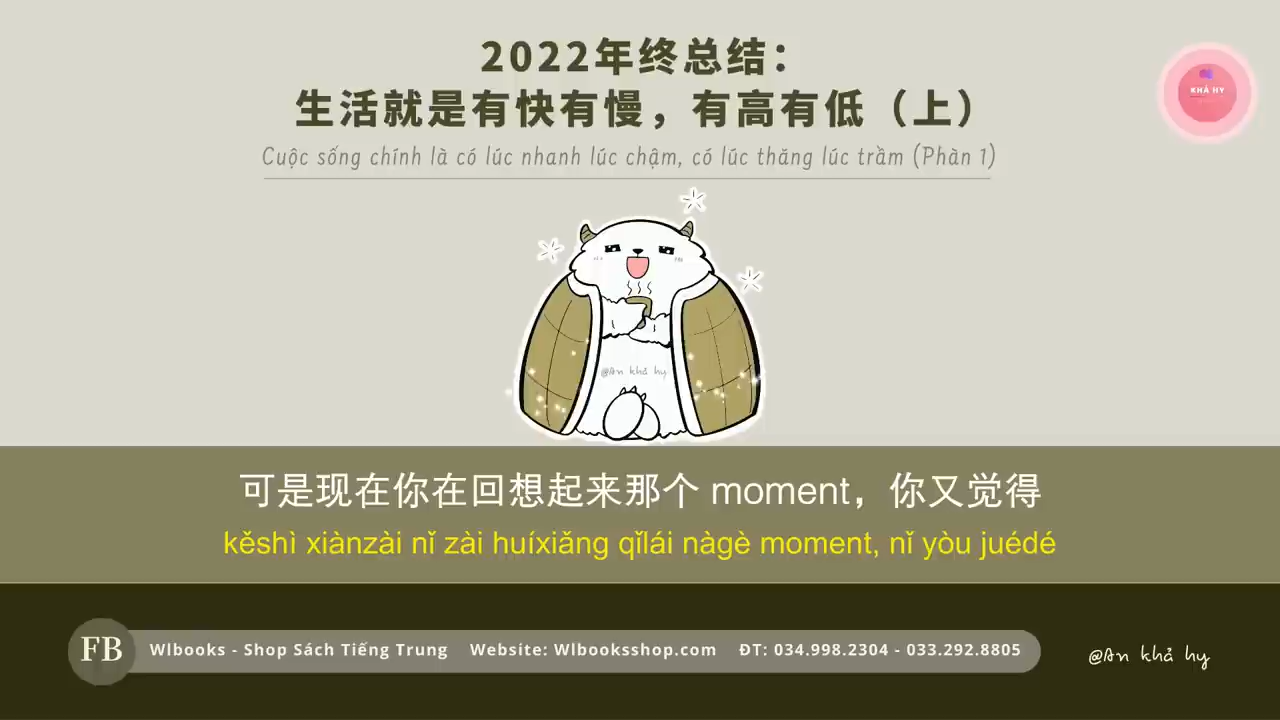 2022年终总结：
生活就是有快有慢，有高有低（上）
Cuộc sống chính là có lúc nhanh lúc chậm, có lúc thăng lúc trầm (Phần 1)
KHẢ HY
@An khả hy
可是现在你在回想起来那个 moment，你又觉得
kěshì xiànzài nǐ zài huíxiǎng qǐlái nàgè moment, nǐ yòu juédé
FB
Wlbooks - Shop Sách Tiếng Trung Website: Wlbooksshop.com ĐT: 034.998.2304 - 033.292.8805
@An khả hy